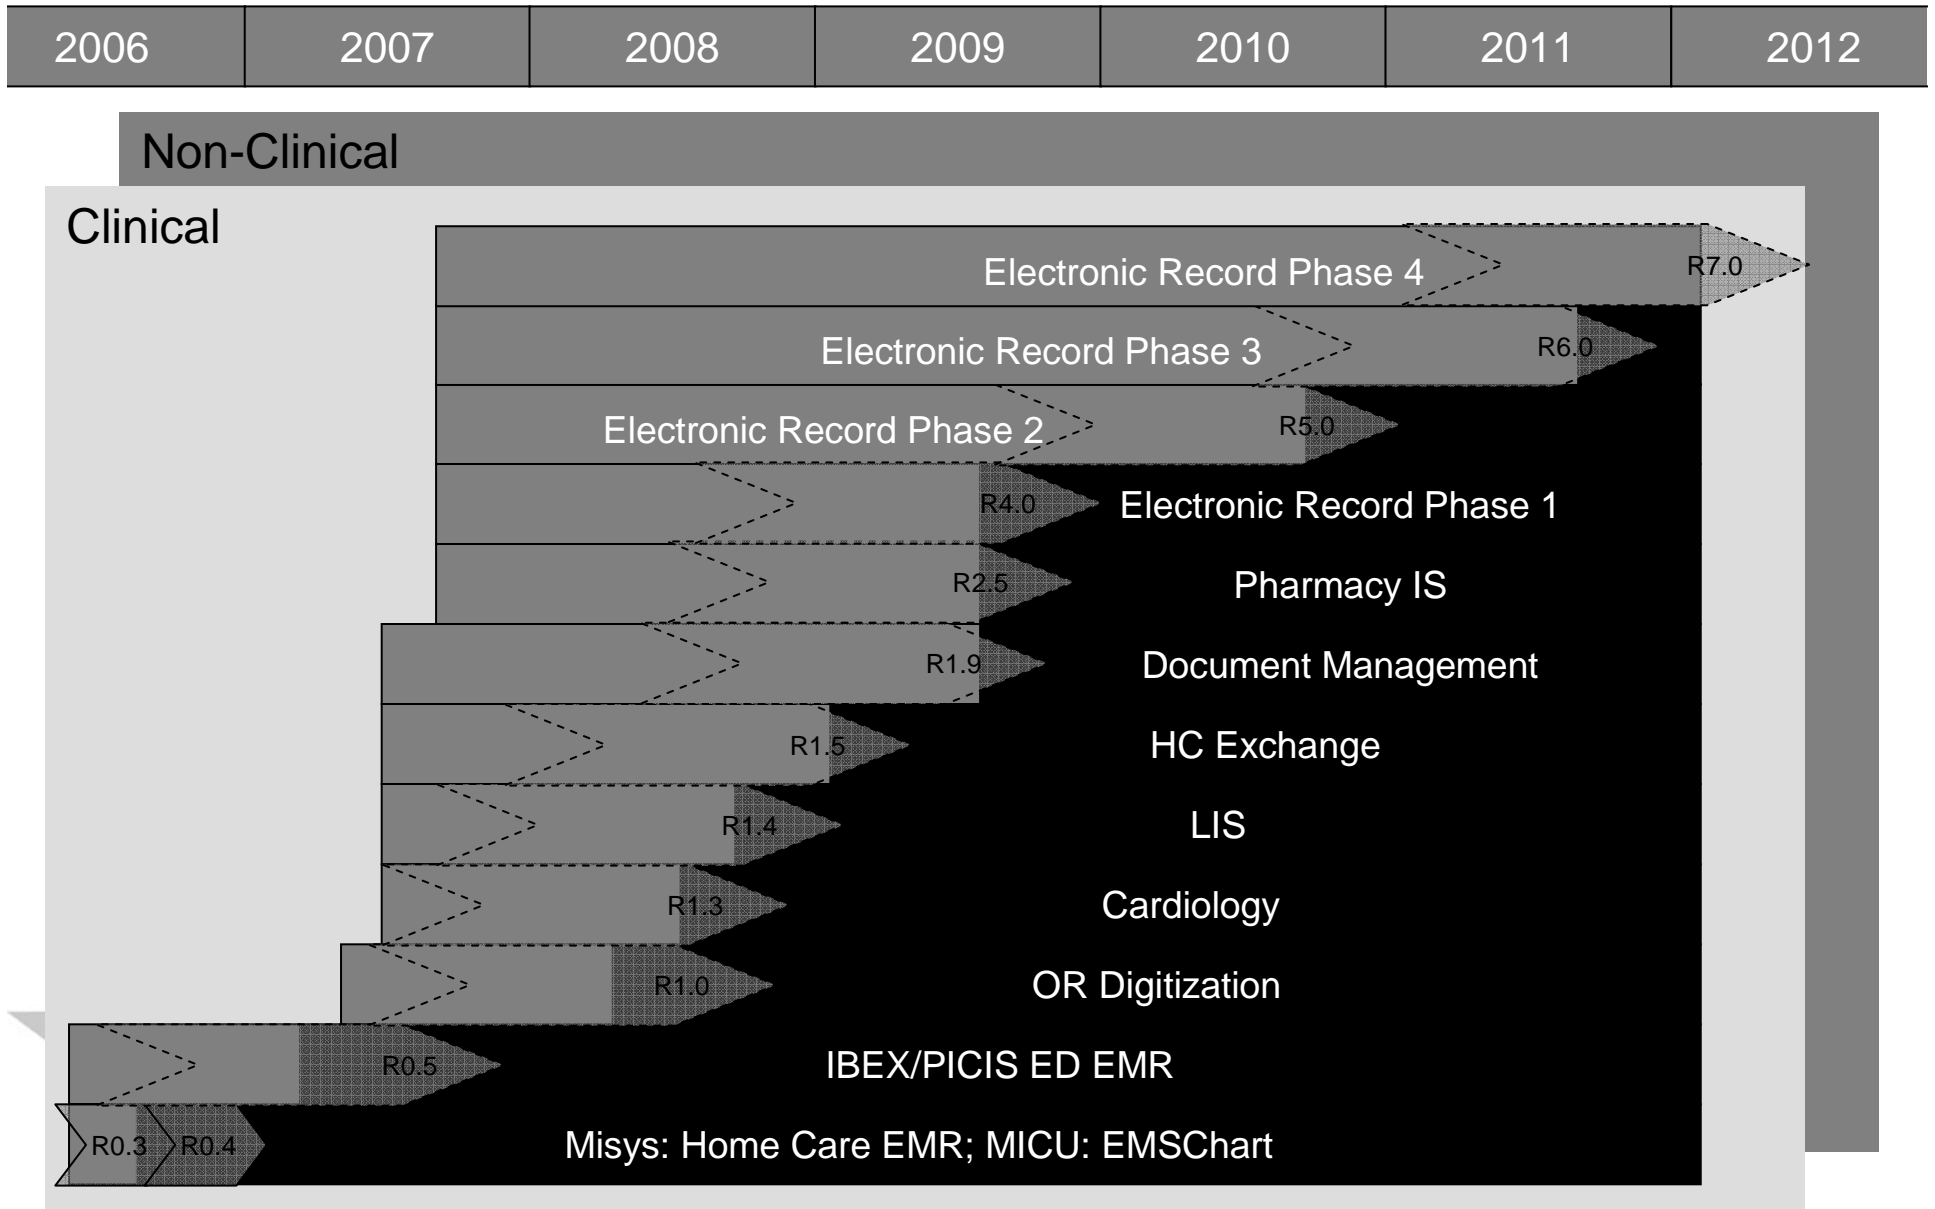 2006 2007 2008 2009 2010 2011 2012
Non-Clinical
Clinical
Electronic Record Phase 4 R7.0
Electronic Record Phase 3 R6.0
Electronic Record Phase 2 R5.0
R4.0 Electronic Record Phase 1
R2.5 Pharmacy IS
R1.9 Document Management
R1.5 HC Exchange
R1.4 LIS
R1.3 Cardiology
R1.0 OR Digitization
R0.5 IBEX/PICIS ED EMR
R0.3 R0.4 Misys: Home Care EMR; MICU: EMSChart